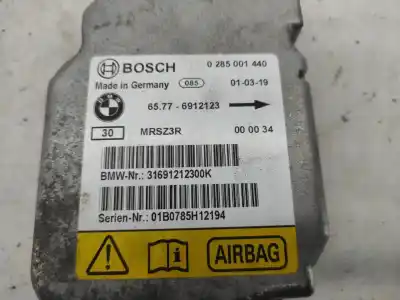 BOSCH 0 285 001 440
Made in Germany 085 01-03-19
65.77 - 6912123
30 MRSZ3R 00 00 34
BMW-Nr.: 31691212300K
Serien-Nr.: 01B0785H12194
AIRBAG